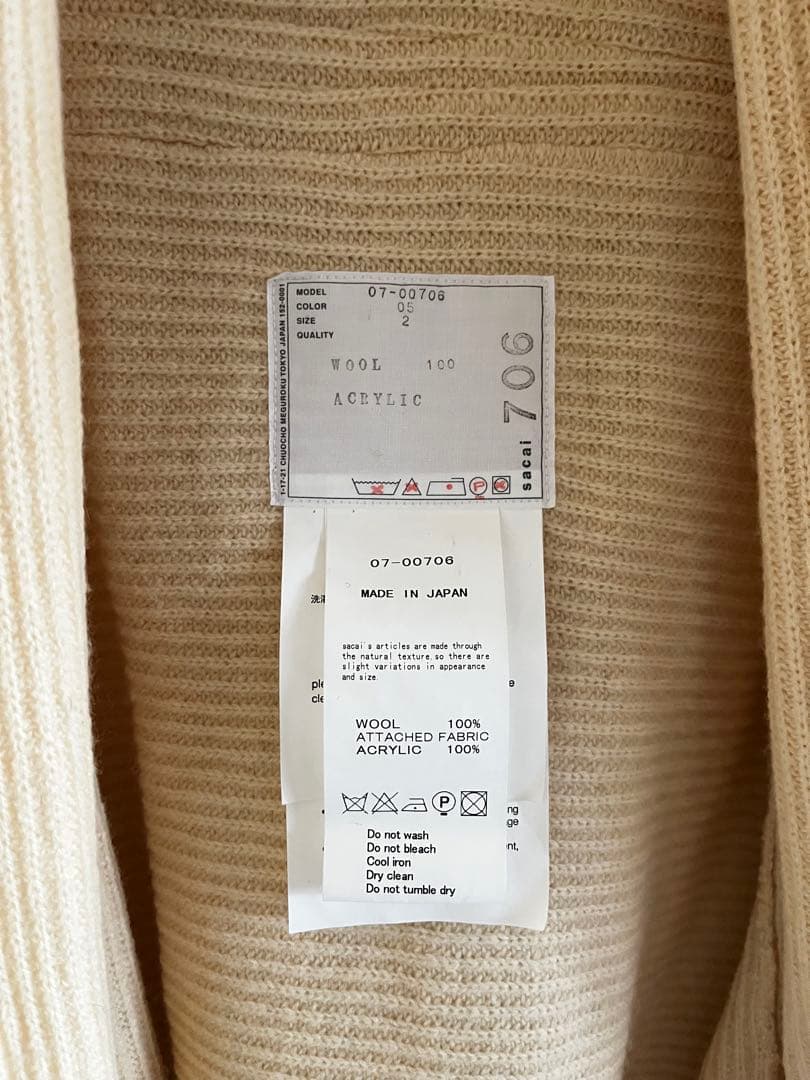 1-17-21 CHUOCHO MEGUROKU TOKYO JAPAN 152-0001
MODEL 07-00706
COLOR 05
SIZE 2
QUALITY
WOOL 100
ACRYLIC
sacai 706
P
07-00706
MADE IN JAPAN
sacai's articles are made through
the natural texture, so there are
slight variations in appearance
and size.
WOOL 100%
ATTACHED FABRIC
ACRYLIC 100%
P
Do not wash
Do not bleach
Cool iron
Dry clean
Do not tumble dry